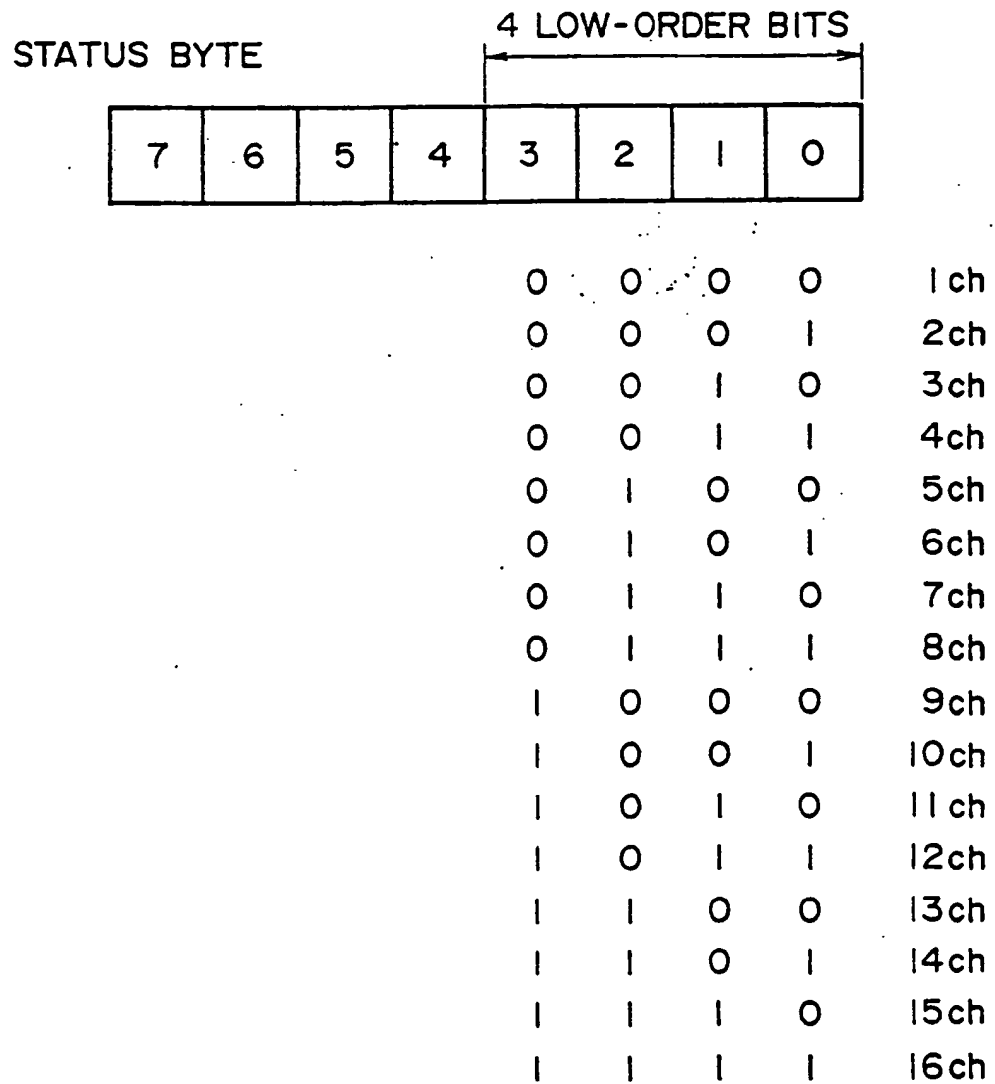 4 LOW-ORDER BITS
STATUS BYTE
7 6 5 4 3 2 1 0
0 0 0 0 1ch
0 0 0 1 2ch
0 0 1 0 3ch
0 0 1 1 4ch
0 1 0 0 5ch
0 1 0 1 6ch
0 1 1 0 7ch
0 1 1 1 8ch
1 0 0 0 9ch
1 0 0 1 10ch
1 0 1 0 11ch
1 0 1 1 12ch
1 1 0 0 13ch
1 1 0 1 14ch
1 1 1 0 15ch
1 1 1 1 16ch